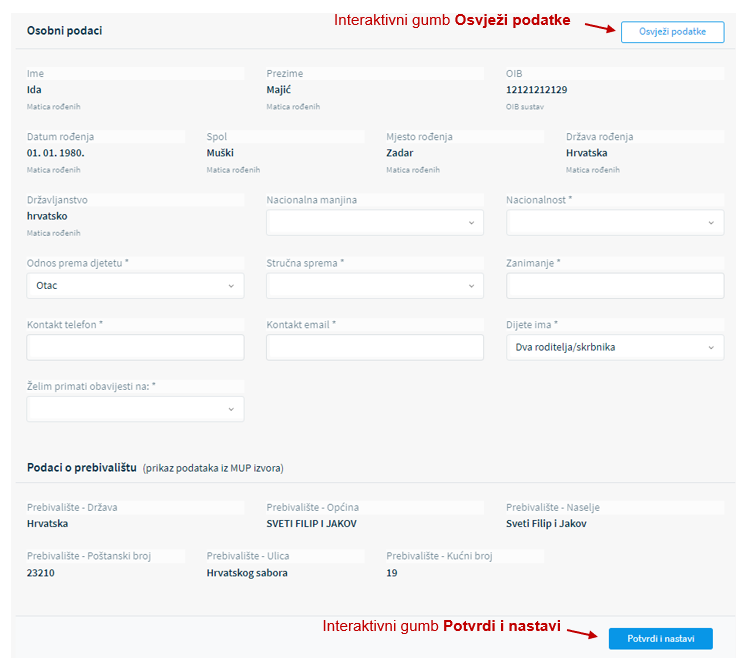 Interaktivni gumb Osvježi podatke
Osobni podaci
Osvježi podatke
Ime
Prezime
OIB
Ida
Majić
12121212129
Matica rođenih
Matica rođenih
OIB sustav
Datum rođenja
Spol
Mjesto rođenja
Država rođenja
01. 01. 1980.
Muški
Zadar
Hrvatska
Matica rođenih
Matica rođenih
Matica rođenih
Matica rođenih
Državljanstvo
Nacionalna manjina
Nacionalnost *
hrvatsko
Matica rođenih
Odnos prema djetetu *
Stručna sprema *
Zanimanje *
Otac
Kontakt telefon *
Kontakt email *
Dijete ima *
Dva roditelja/skrbnika
Želim primati obavijesti na: *
Podaci o prebivalištu (prikaz podataka iz MUP izvora)
Prebivalište - Država
Prebivalište - Općina
Prebivalište - Naselje
Hrvatska
SVETI FILIP I JAKOV
Sveti Filip i Jakov
Prebivalište - Poštanski broj
Prebivalište - Ulica
Prebivalište - Kućni broj
23210
Hrvatskog sabora
19
Interaktivni gumb Potvrdi i nastavi
Potvrdi i nastavi